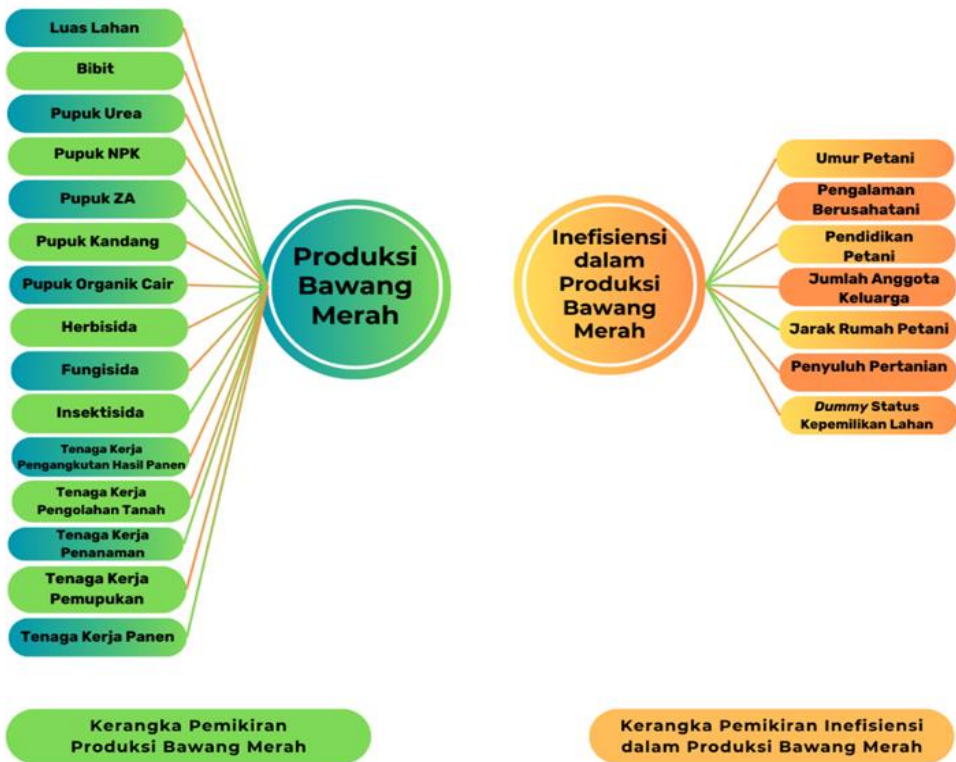 Luas Lahan
Bibit
Pupuk Urea
Pupuk NPK
Pupuk ZA
Pupuk Kandang
Pupuk Organik Cair
Herbisida
Fungisida
Insektisida
Tenaga Kerja
Pengangkutan Hasil Panen
Tenaga Kerja
Pengolahan Tanah
Tenaga Kerja
Penanaman
Tenaga Kerja
Pemupukan
Tenaga Kerja Panen
Produksi
Bawang
Merah
Inefisiensi
dalam
Produksi
Bawang
Merah
Umur Petani
Pengalaman
Berusahatani
Pendidikan
Petani
Jumlah Anggota
Keluarga
Jarak Rumah Petani
Penyuluh Pertanian
Dummy Status
Kepemilikan Lahan
Kerangka Pemikiran
Produksi Bawang Merah
Kerangka Pemikiran Inefisiensi
dalam Produksi Bawang Merah